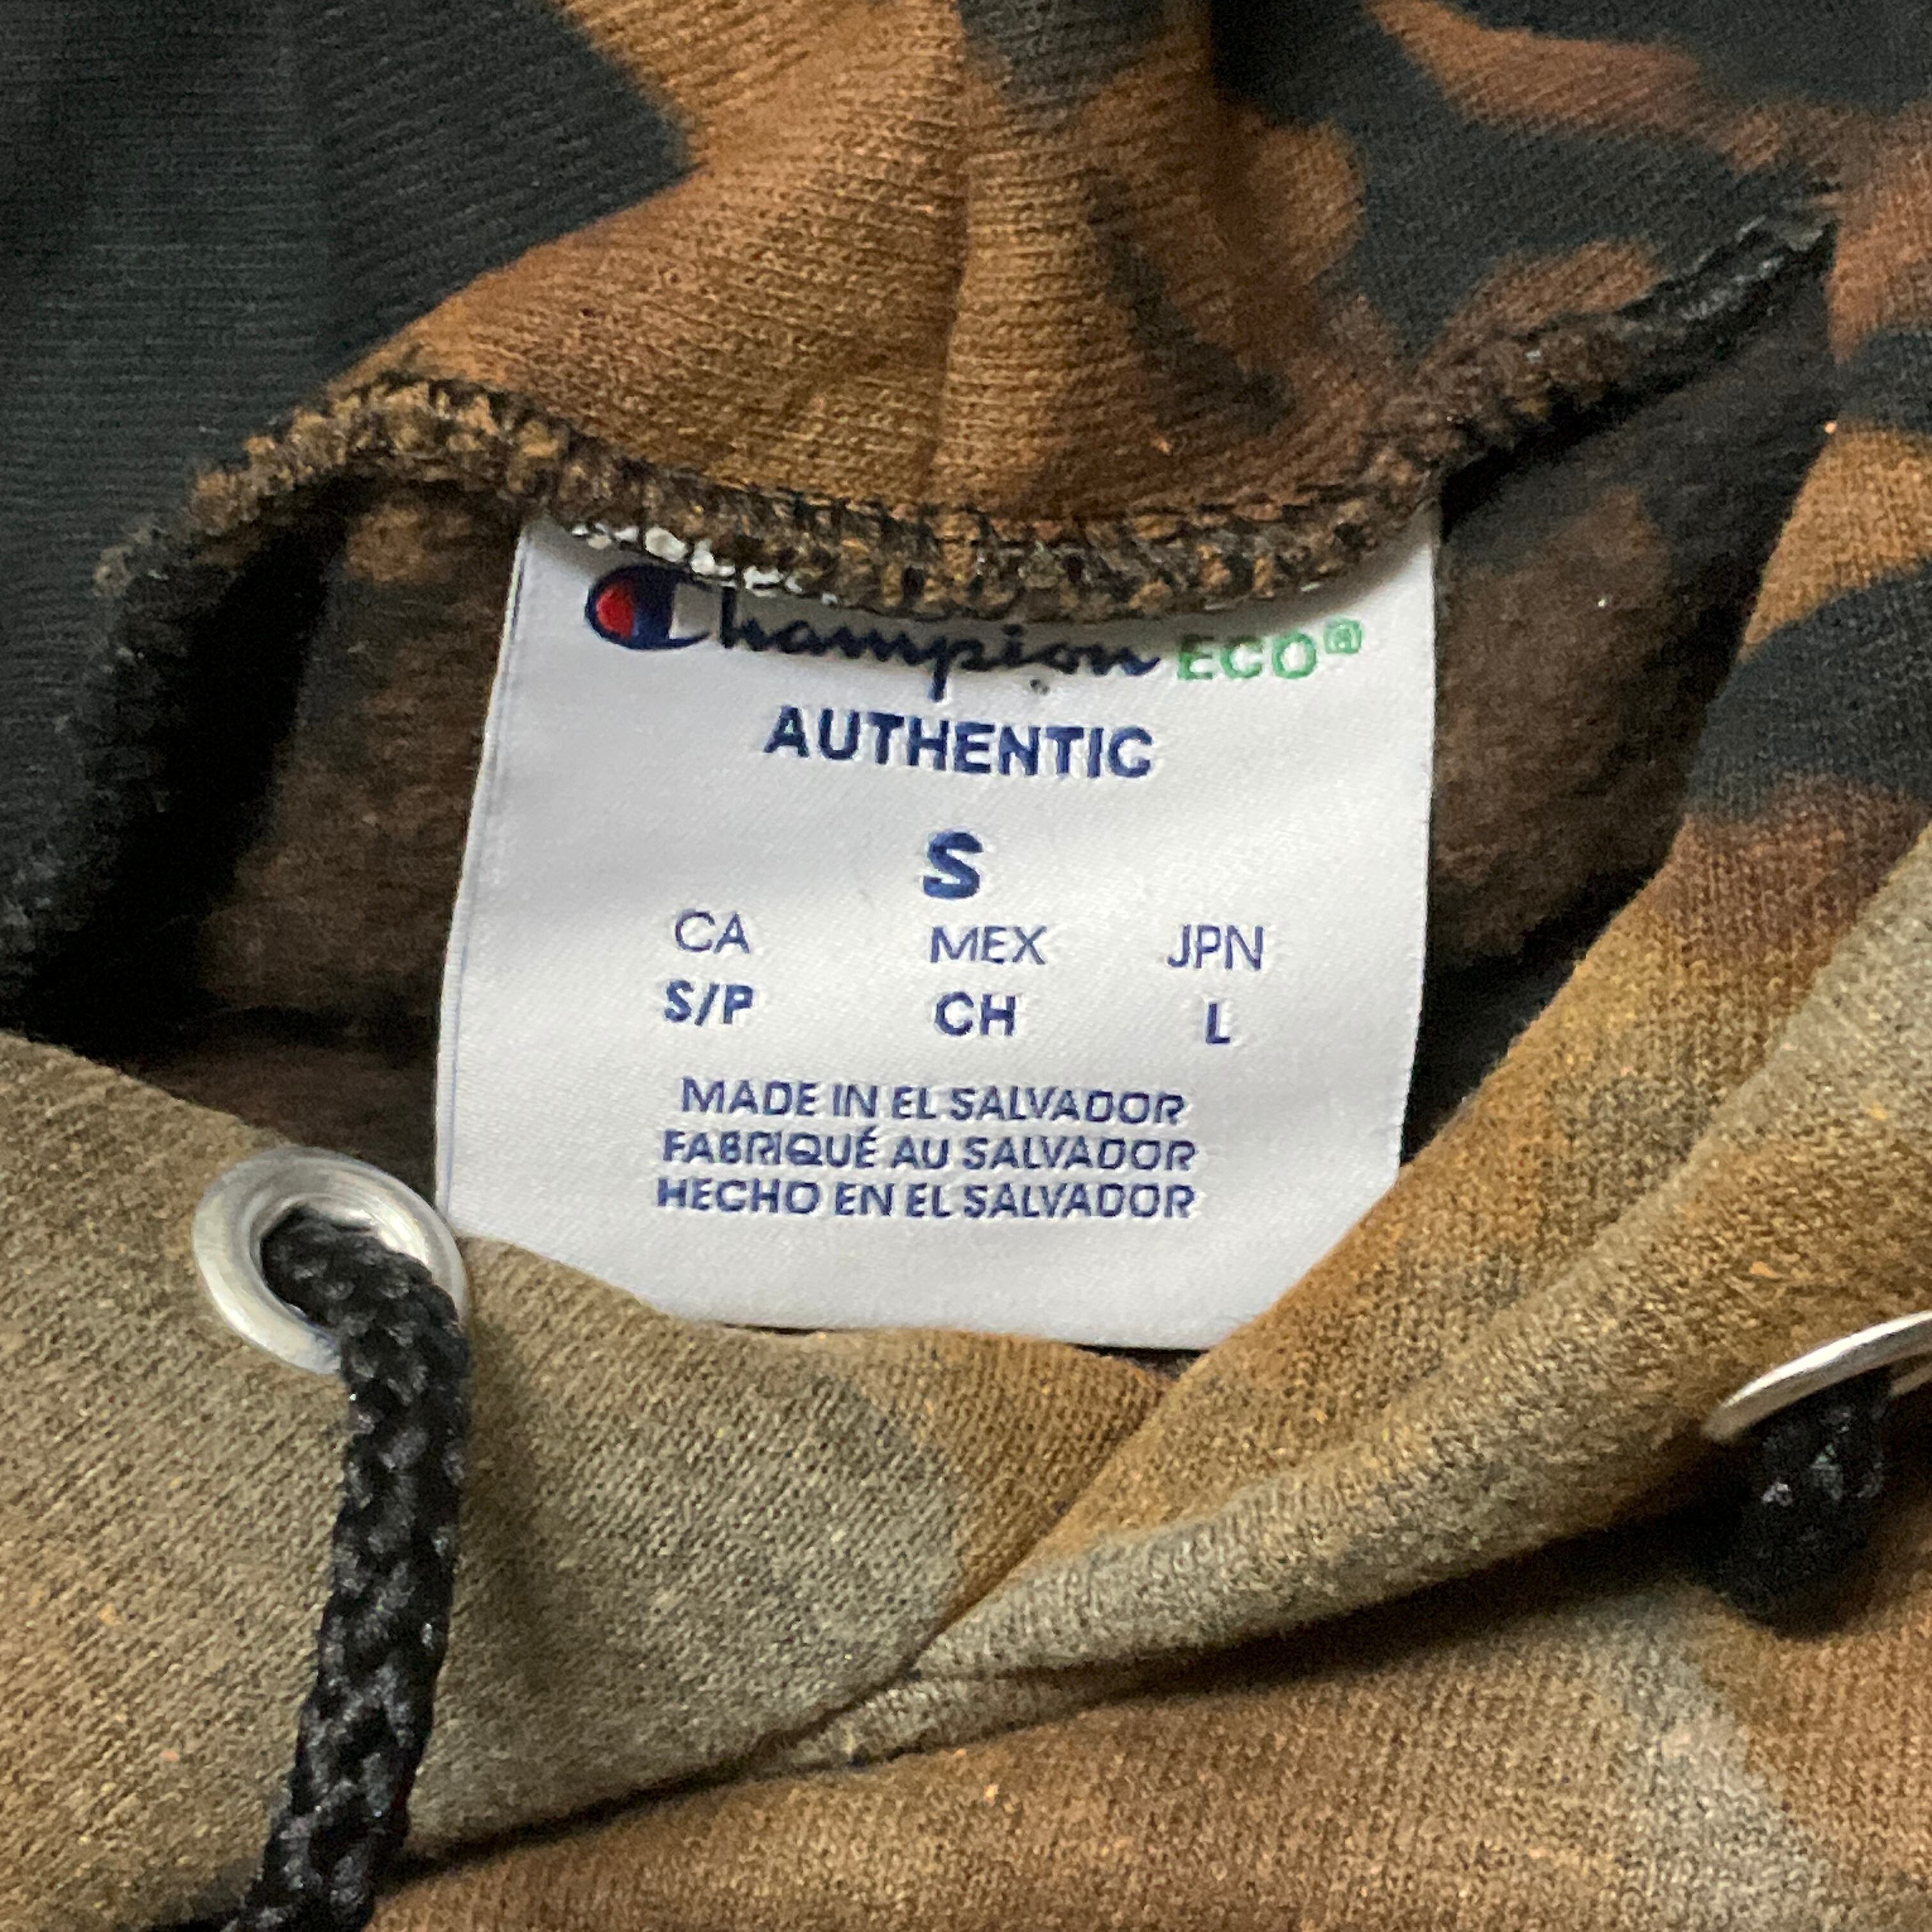 Champion ECO®
AUTHENTIC
S
CA MEX JPN
S/P CH L
MADE IN EL SALVADOR
FABRIQUÉ AU SALVADOR
HECHO EN EL SALVADOR